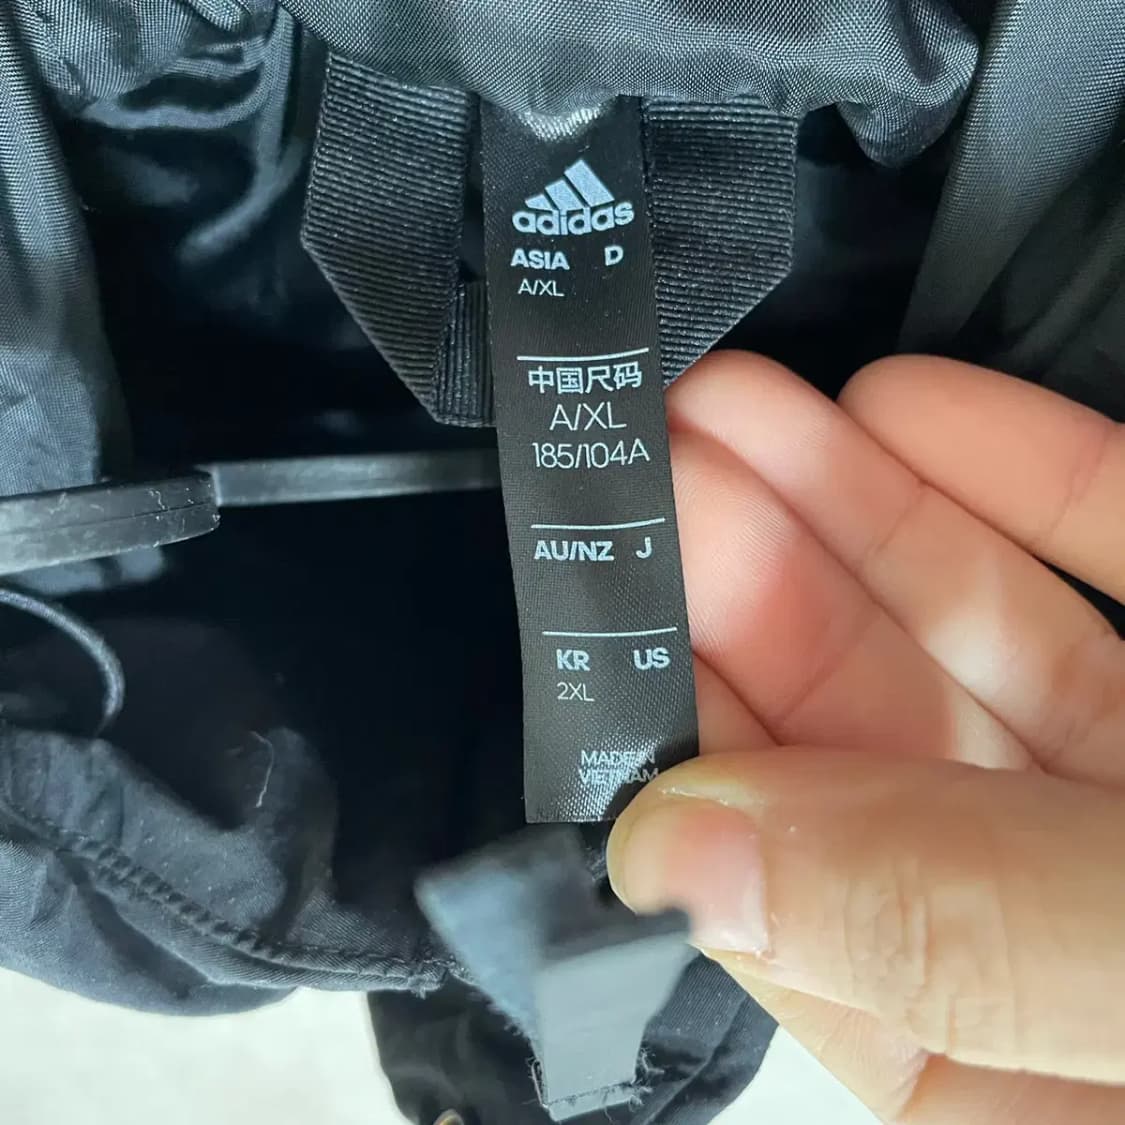 adidas
ASIA D
A/XL
中国尺码
A/XL
185/104A
AU/NZ J
KR US
2XL
MADE IN
VIETNAM